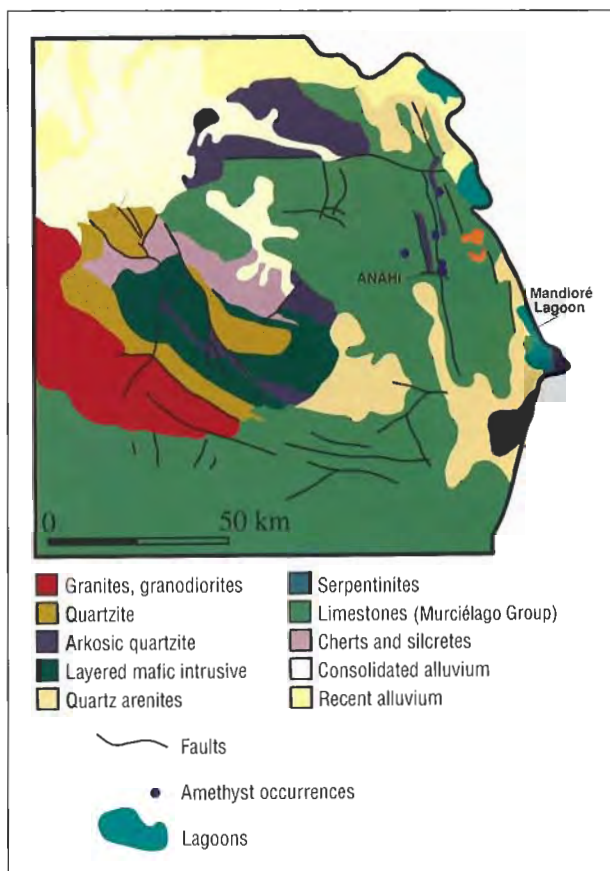 ANAHI
Mandioré
Lagoon
0 50 km
Granites, granodiorites
Quartzite
Arkosic quartzite
Layered mafic intrusive
Quartz arenites
Serpentinites
Limestones (Murciélago Group)
Cherts and silcretes
Consolidated alluvium
Recent alluvium
Faults
Amethyst occurrences
Lagoons